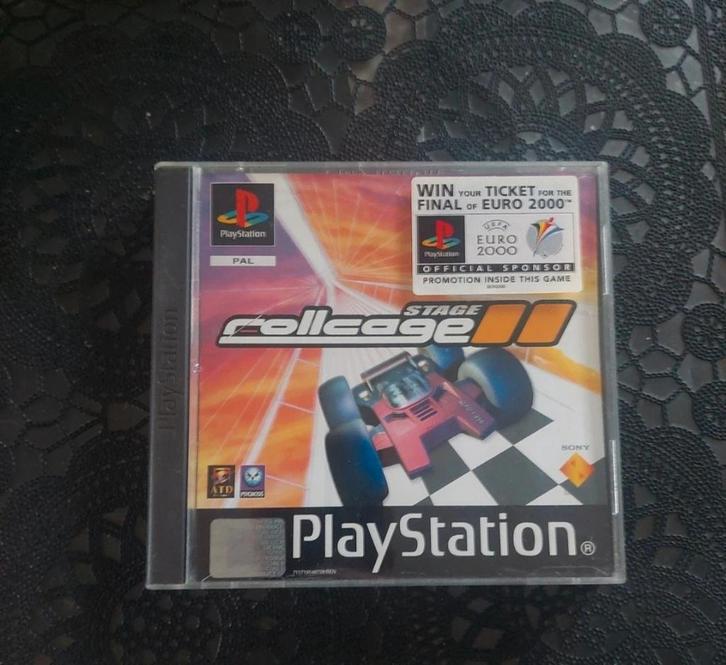 PlayStation
PAL
WIN YOUR TICKET FOR THE
FINAL OF EURO 2000™
PlayStation
UEFA
EURO
2000
OFFICIAL SPONSOR
PROMOTION INSIDE THIS GAME
STAGE
rollcage II
SONY
ATD
PSYGNOSIS
PlayStation®
PlayStation